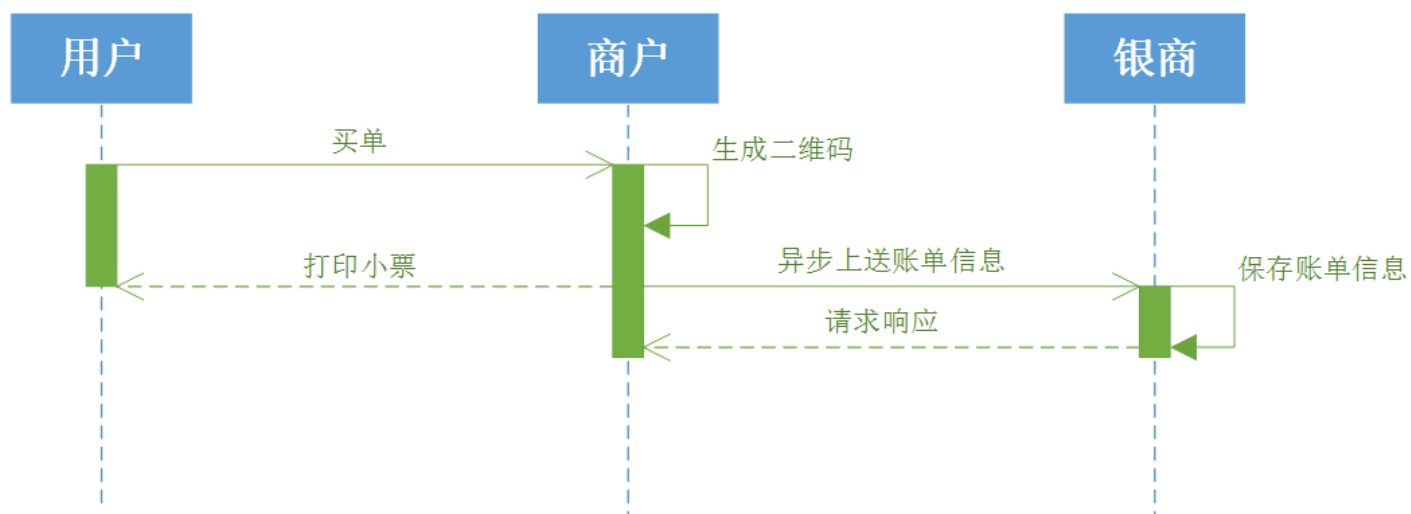 用户
商户
银商
买单
生成二维码
打印小票
异步上送账单信息
保存账单信息
请求响应